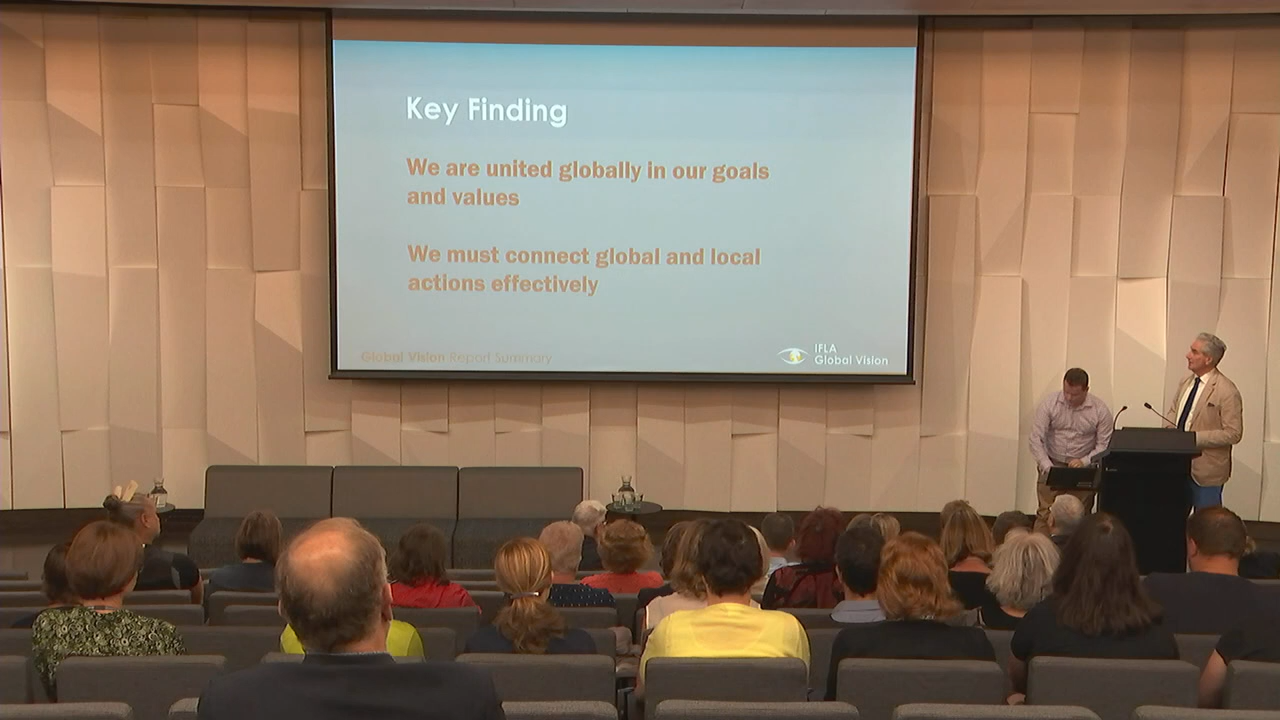 Key Finding
We are united globally in our goals
and values
We must connect global and local
actions effectively
Global Vision Report Summary
IFLA
Global Vision